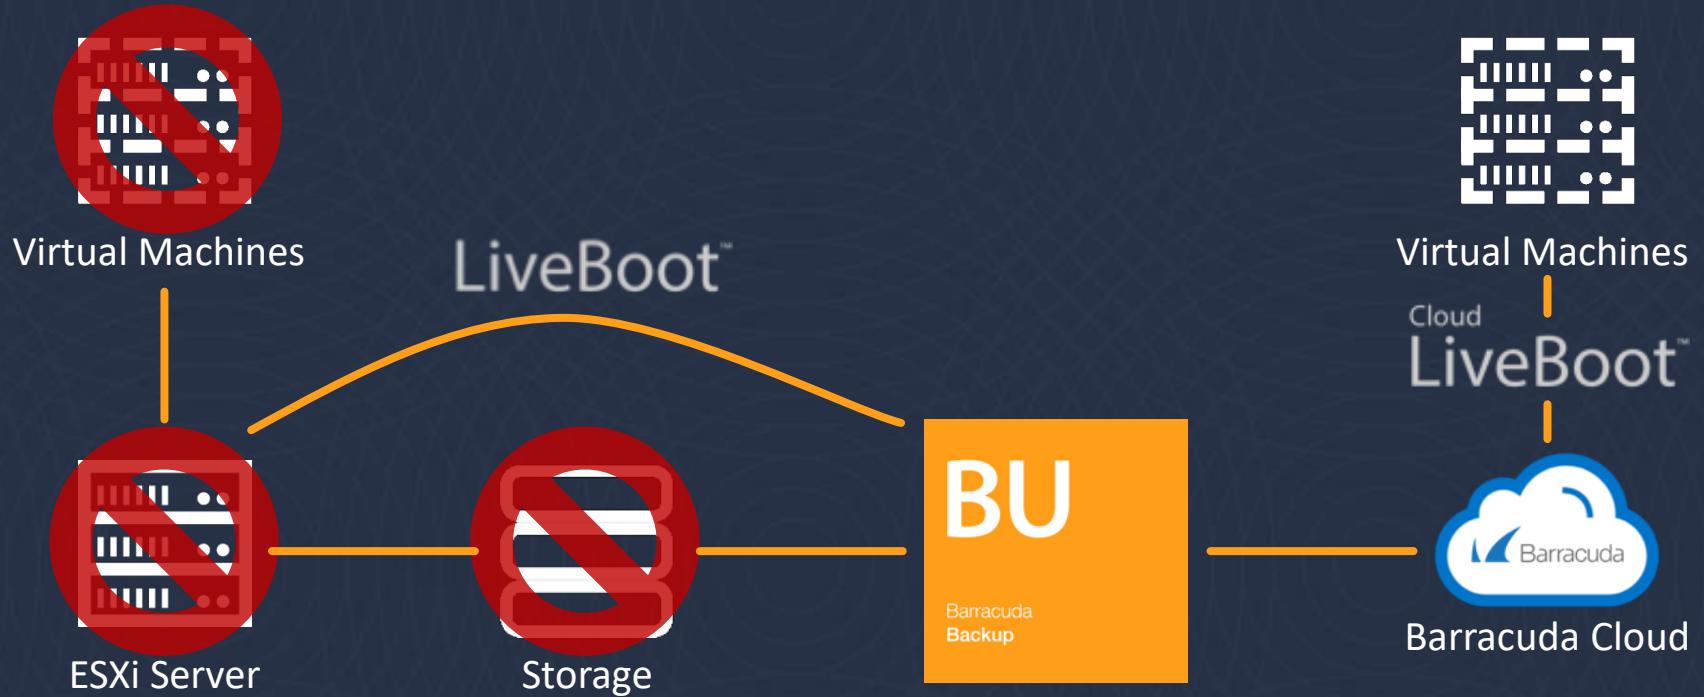 Virtual Machines
LiveBoot™
Virtual Machines
Cloud
LiveBoot™
BU
Barracuda
Backup
Barracuda
ESXi Server
Storage
Barracuda Cloud